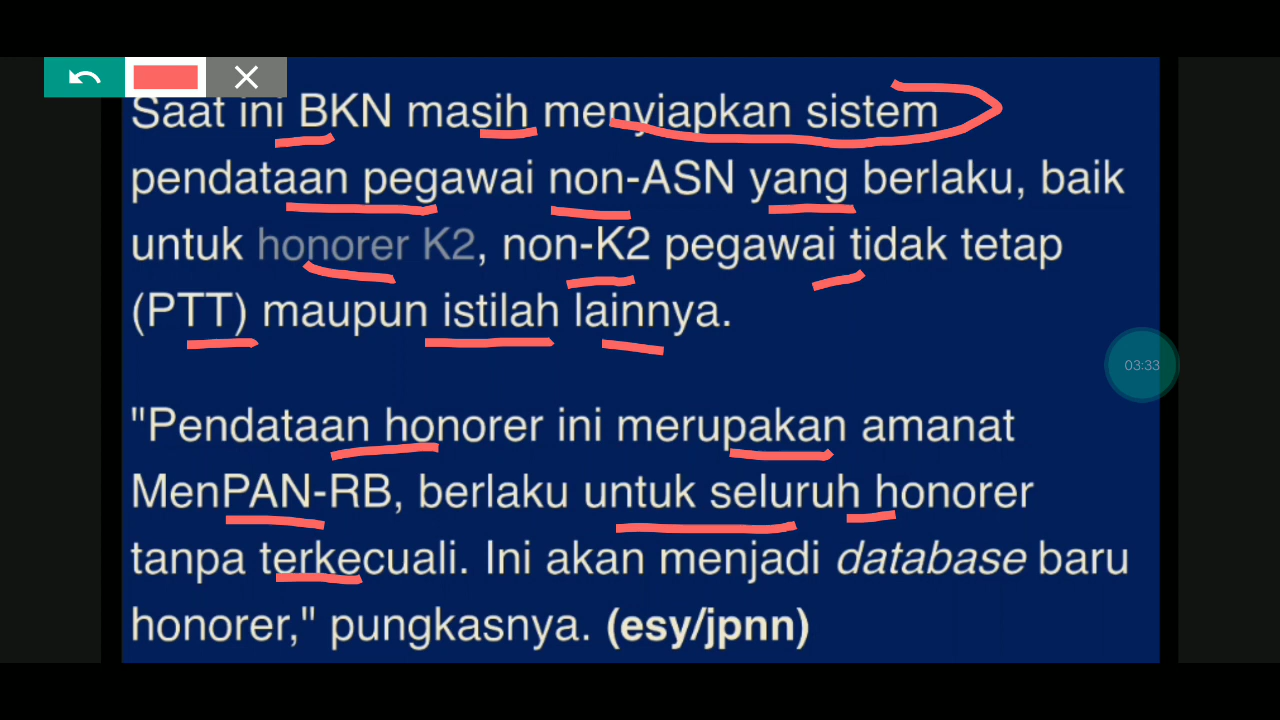 Saat ini BKN masih menyiapkan sistem
pendataan pegawai non-ASN yang berlaku, baik
untuk honorer K2, non-K2 pegawai tidak tetap
(PTT) maupun istilah lainnya.
03:33
"Pendataan honorer ini merupakan amanat
MenPAN-RB, berlaku untuk seluruh honorer
tanpa terkecuali. Ini akan menjadi database baru
honorer," pungkasnya. (esy/jpnn)